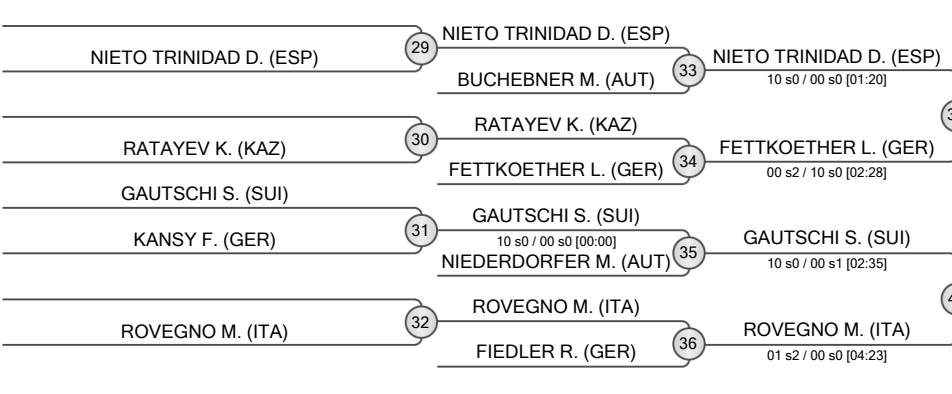 NIETO TRINIDAD D. (ESP)
29
NIETO TRINIDAD D. (ESP)
BUCHEBNER M. (AUT)
33
NIETO TRINIDAD D. (ESP)
10 s0 / 00 s0 [01:20]
RATAYEV K. (KAZ)
30
RATAYEV K. (KAZ)
FETTKOETHER L. (GER)
34
FETTKOETHER L. (GER)
00 s2 / 10 s0 [02:28]
GAUTSCHI S. (SUI)
KANSY F. (GER)
31
GAUTSCHI S. (SUI)
10 s0 / 00 s0 [00:00]
NIEDERDORFER M. (AUT)
35
GAUTSCHI S. (SUI)
10 s0 / 00 s1 [02:35]
ROVEGNO M. (ITA)
32
ROVEGNO M. (ITA)
FIEDLER R. (GER)
36
ROVEGNO M. (ITA)
01 s2 / 00 s0 [04:23]